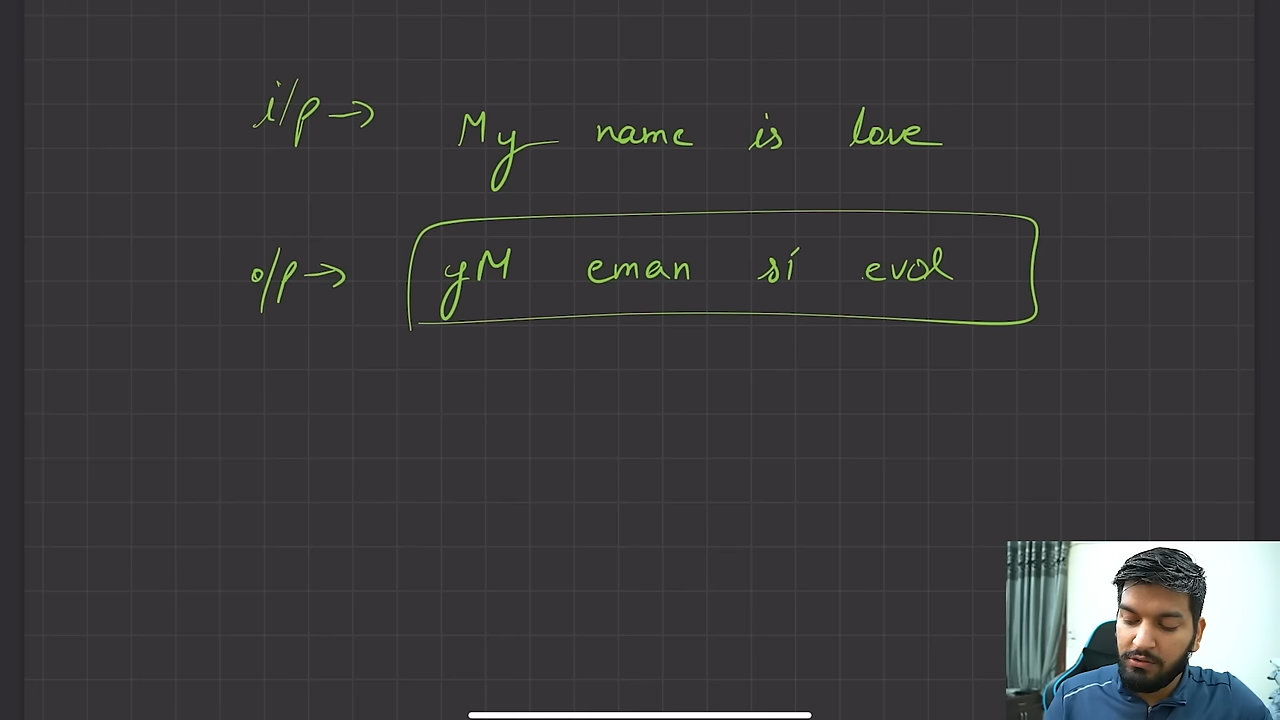 i/p → My name is love
o/p → yM eman si evol